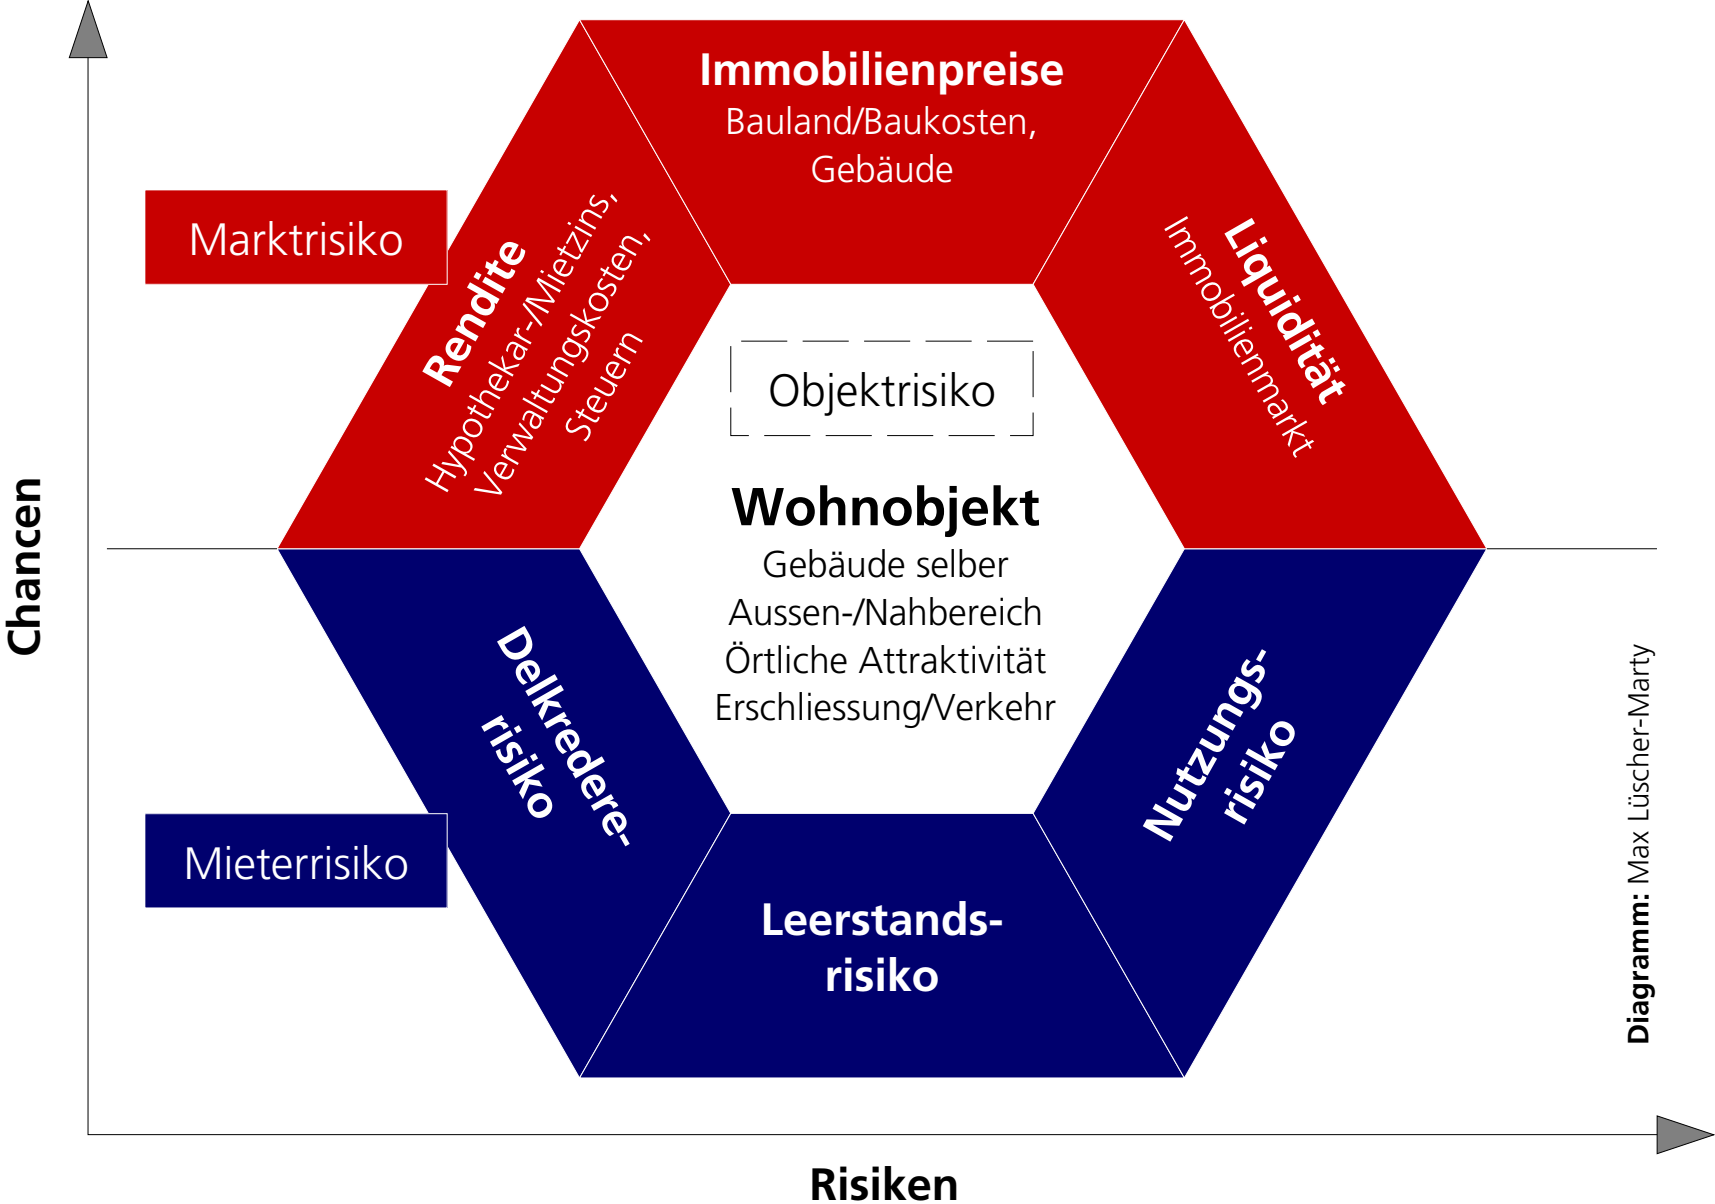 Immobilienpreise
Bauland/Baukosten,
Gebäude
Marktrisiko
Rendite
Hypothekar-/Mietzins,
Verwaltungskosten,
Steuern
Liquidität
Immobilienmarkt
Objektrisiko
Wohnobjekt
Gebäude selber
Aussen-/Nahbereich
Örtliche Attraktivität
Erschliessung/Verkehr
Chancen
Delkredere-
risiko
Mieterrisiko
Leerstands-
risiko
Nutzungs-
risiko
Diagramm: Max Lüscher-Marty
Risiken